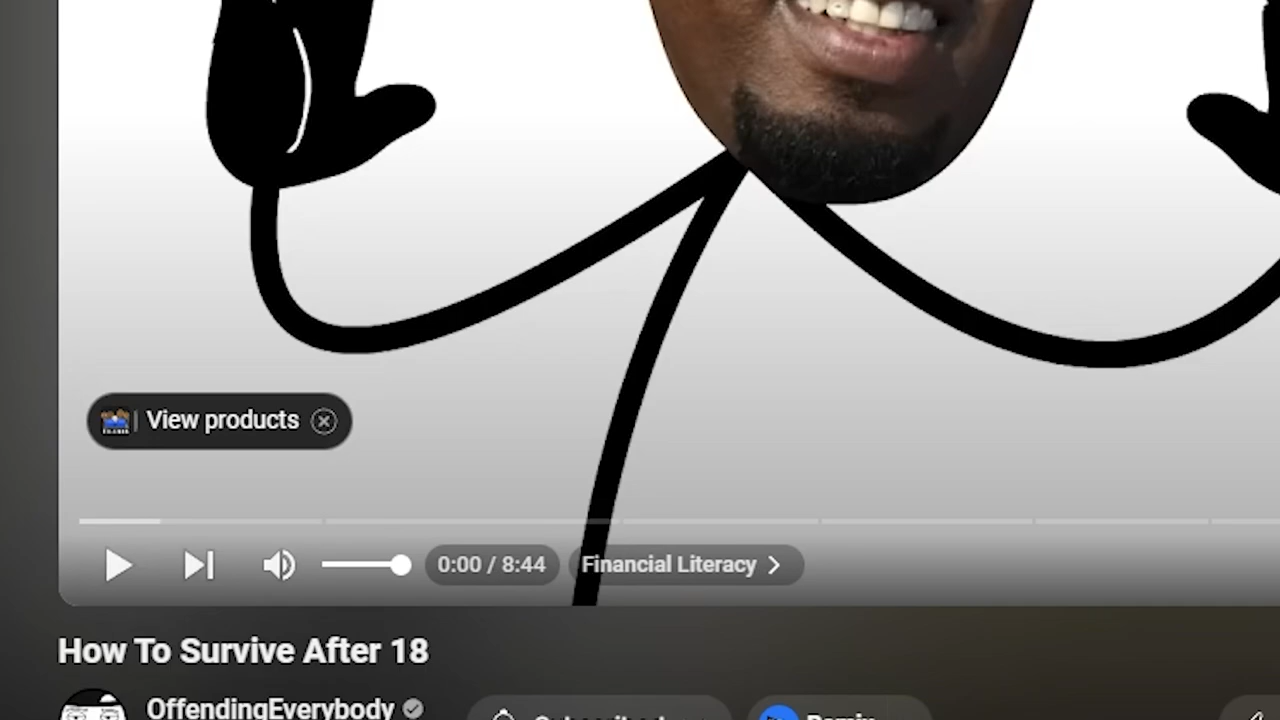 View products
0:00 / 8:44
Financial Literacy
How To Survive After 18
OffendingEverybody